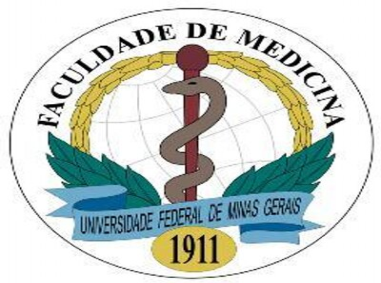 FACULDADE DE MEDICINA
UNIVERSIDADE FEDERAL DE MINAS GERAIS
1911